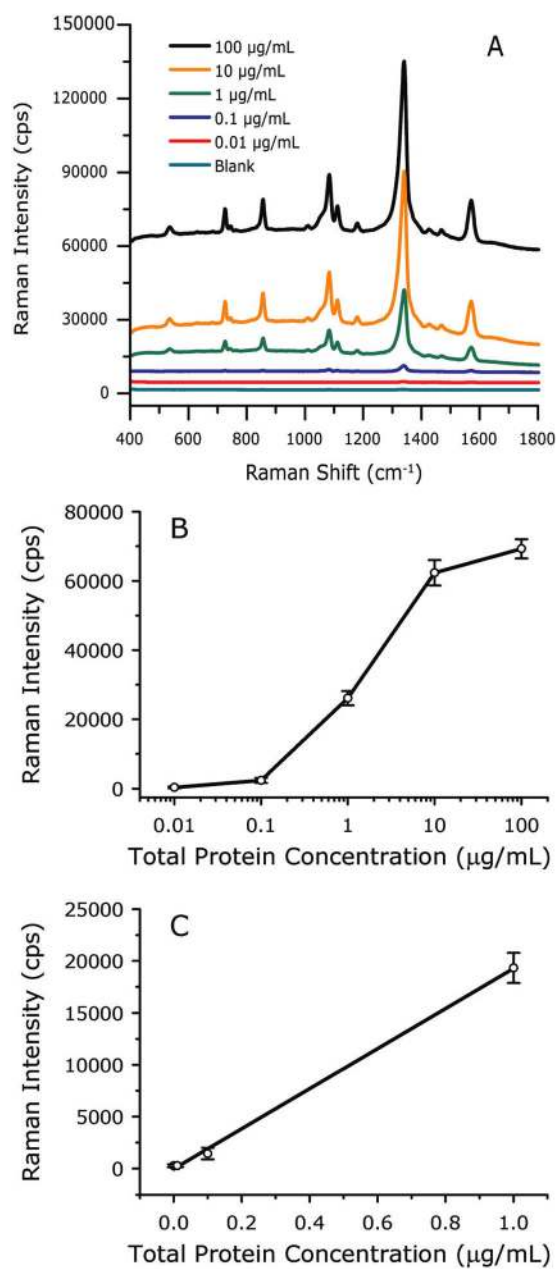 A
100 μg/mL
10 μg/mL
1 μg/mL
0.1 μg/mL
0.01 μg/mL
Blank
150000
120000
90000
60000
30000
0
Raman Intensity (cps)
400 600 800 1000 1200 1400 1600 1800
Raman Shift (cm⁻¹)
B
80000
60000
40000
20000
0
Raman Intensity (cps)
0.01 0.1 1 10 100
Total Protein Concentration (μg/mL)
C
25000
20000
15000
10000
5000
0
Raman Intensity (cps)
0.0 0.2 0.4 0.6 0.8 1.0
Total Protein Concentration (μg/mL)